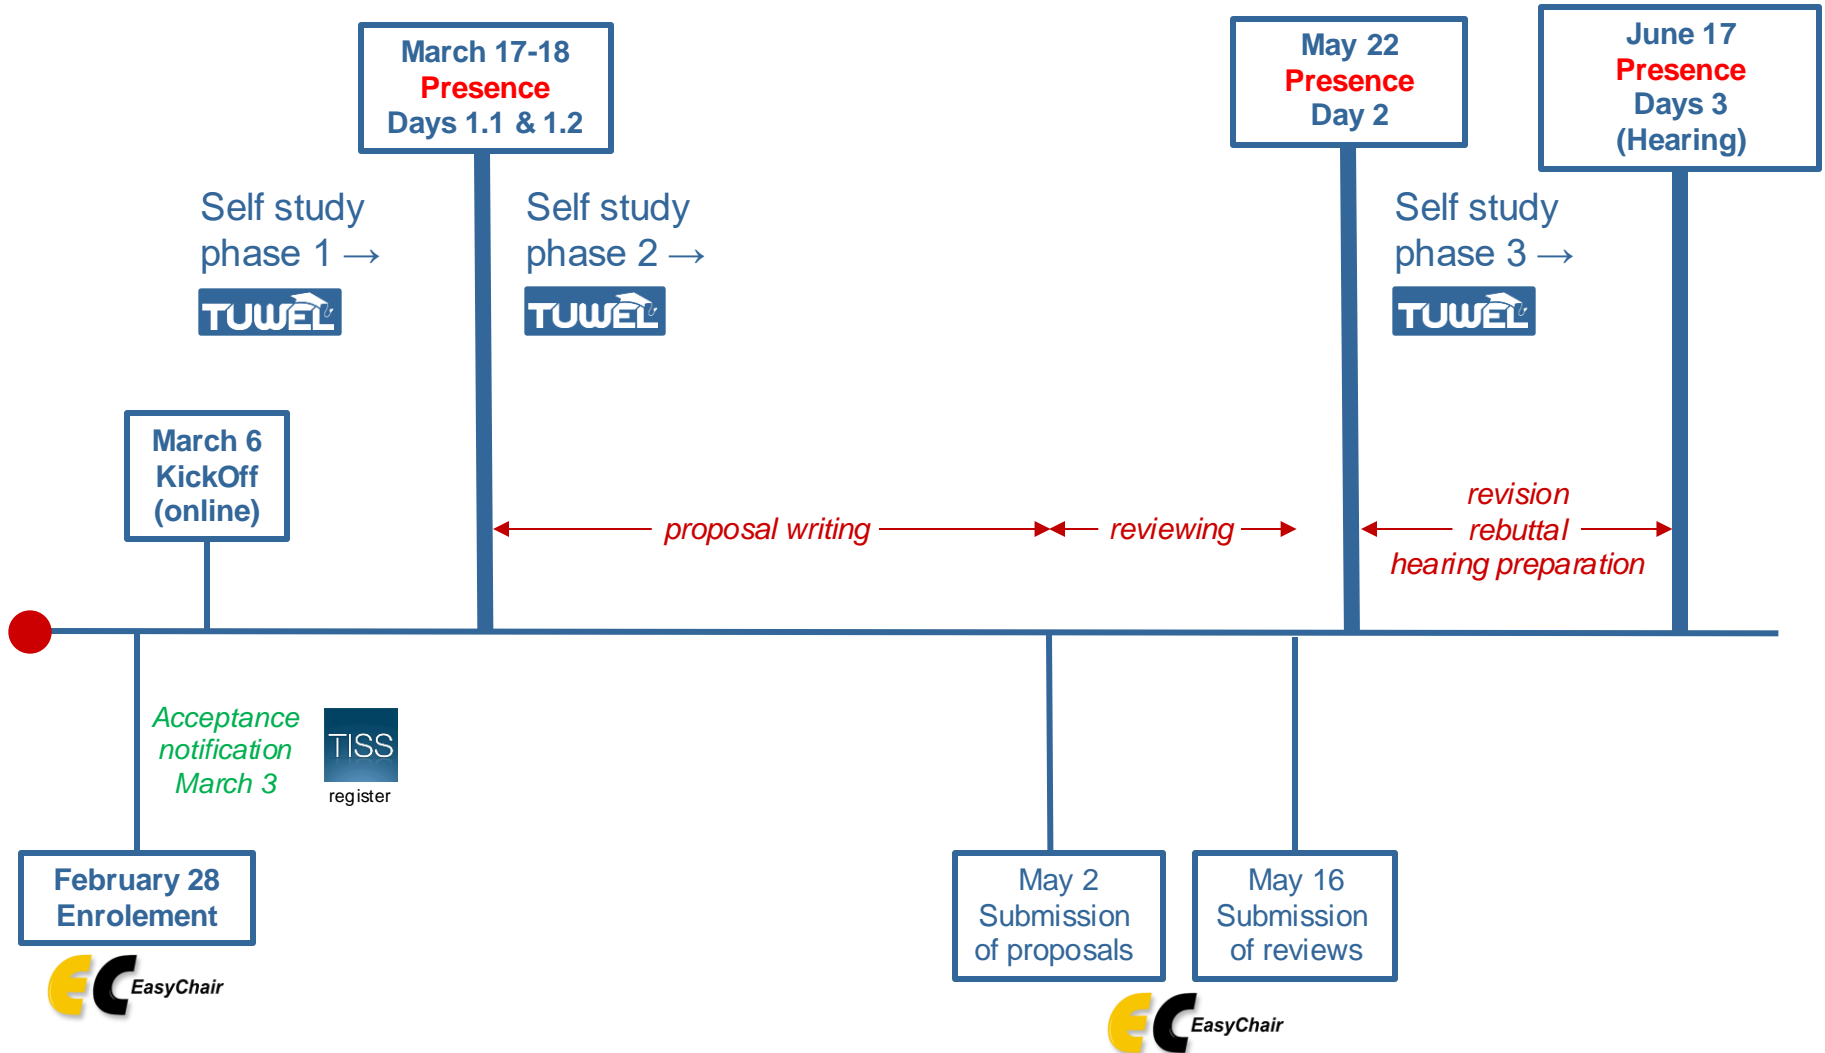 March 17-18
Presence
Days 1.1 & 1.2
May 22
Presence
Day 2
June 17
Presence
Days 3
(Hearing)
Self study
phase 1 →
TUWEL
Self study
phase 2 →
TUWEL
Self study
phase 3 →
TUWEL
March 6
KickOff
(online)
proposal writing
reviewing
revision
rebuttal
hearing preparation
Acceptance
notification
March 3
TISS
register
February 28
Enrolement
EC EasyChair
May 2
Submission
of proposals
May 16
Submission
of reviews
EC EasyChair